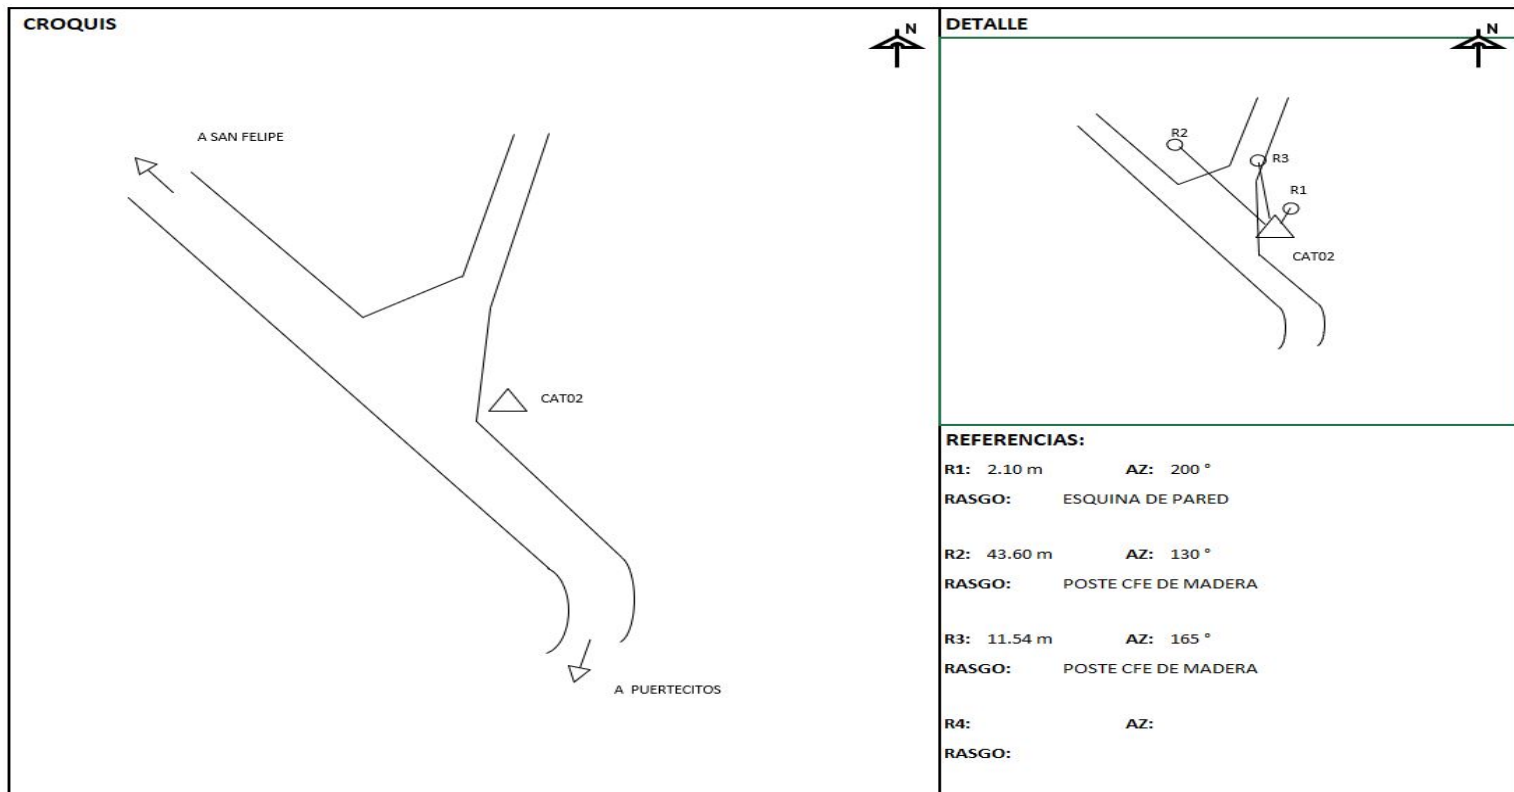 CROQUIS
N
A SAN FELIPE
CAT02
A PUERTECITOS
DETALLE
N
R2
R3
R1
CAT02
REFERENCIAS:
R1: 2.10 m AZ: 200 °
RASGO: ESQUINA DE PARED
R2: 43.60 m AZ: 130 °
RASGO: POSTE CFE DE MADERA
R3: 11.54 m AZ: 165 °
RASGO: POSTE CFE DE MADERA
R4: AZ:
RASGO: